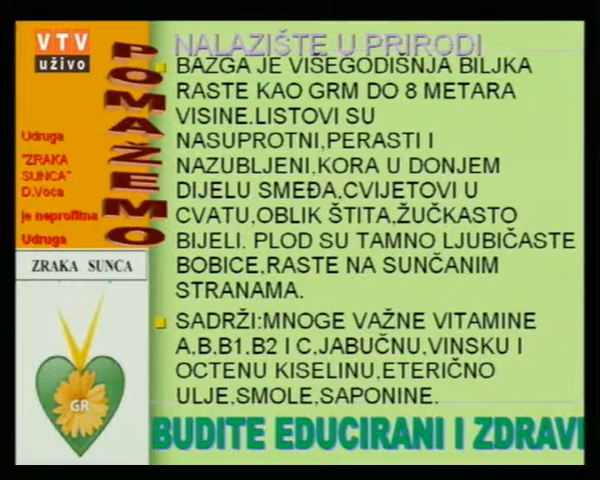 VTV
uživo
POMAŽEMO
Udruga
"ZRAKA
SUNCA"
D.Voća
je neprofitna
Udruga
ZRAKA SUNCA
GR
NALAZIŠTE U PRIRODI
BAZGA JE VIŠEGODIŠNJA BILJKA
RASTE KAO GRM DO 8 METARA
VISINE.LISTOVI SU
NASUPROTNI,PERASTI I
NAZUBLJENI,KORA U DONJEM
DIJELU SMEĐA,CVIJETOVI U
CVATU,OBLIK ŠTITA,ŽUČKASTO
BIJELI. PLOD SU TAMNO LJUBIČASTE
BOBICE,RASTE NA SUNČANIM
STRANAMA.
SADRŽI:MNOGE VAŽNE VITAMINE
A,B,B1,B2 I C,JABUČNU,VINSKU I
OCTENU KISELINU,ETERIČNO
ULJE,SMOLE,SAPONINE.
BUDITE EDUCIRANI I ZDRAVI